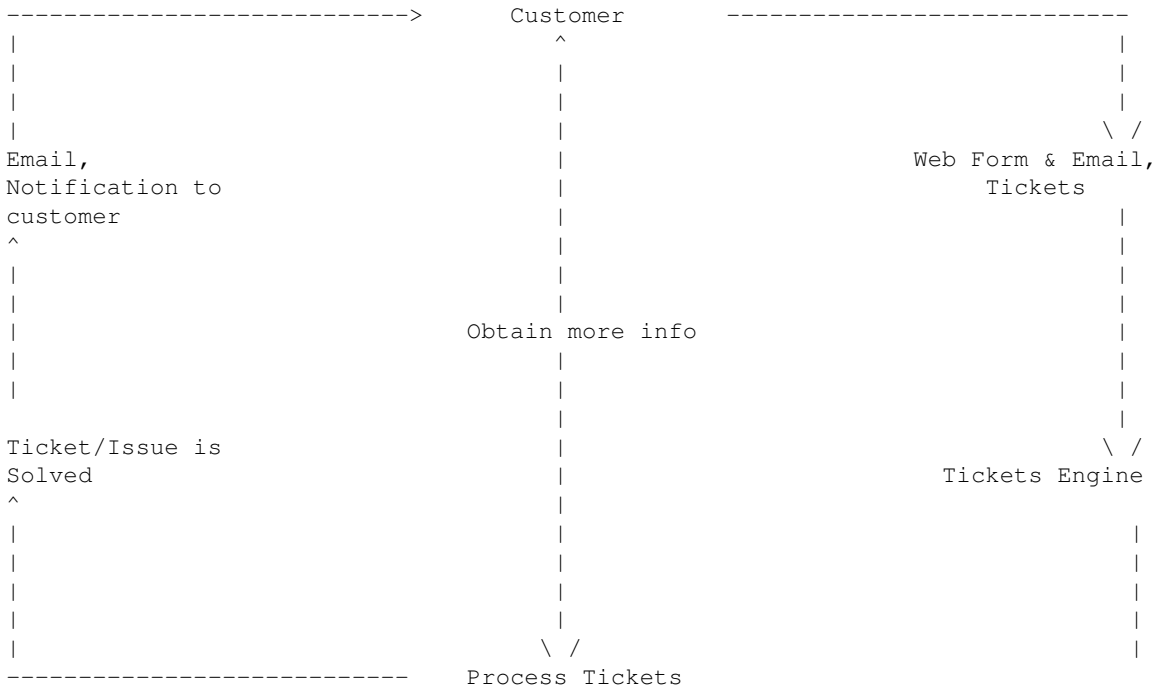 Customer
Email,
Notification to
customer
Web Form & Email,
Tickets
Obtain more info
Ticket/Issue is
Solved
Tickets Engine
Process Tickets